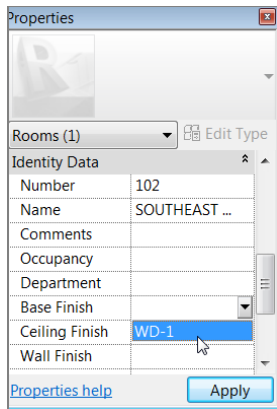 Properties
Rooms (1) Edit Type
Identity Data
Number 102
Name SOUTHEAST ...
Comments
Occupancy
Department
Base Finish
Ceiling Finish WD-1
Wall Finish
Properties help Apply